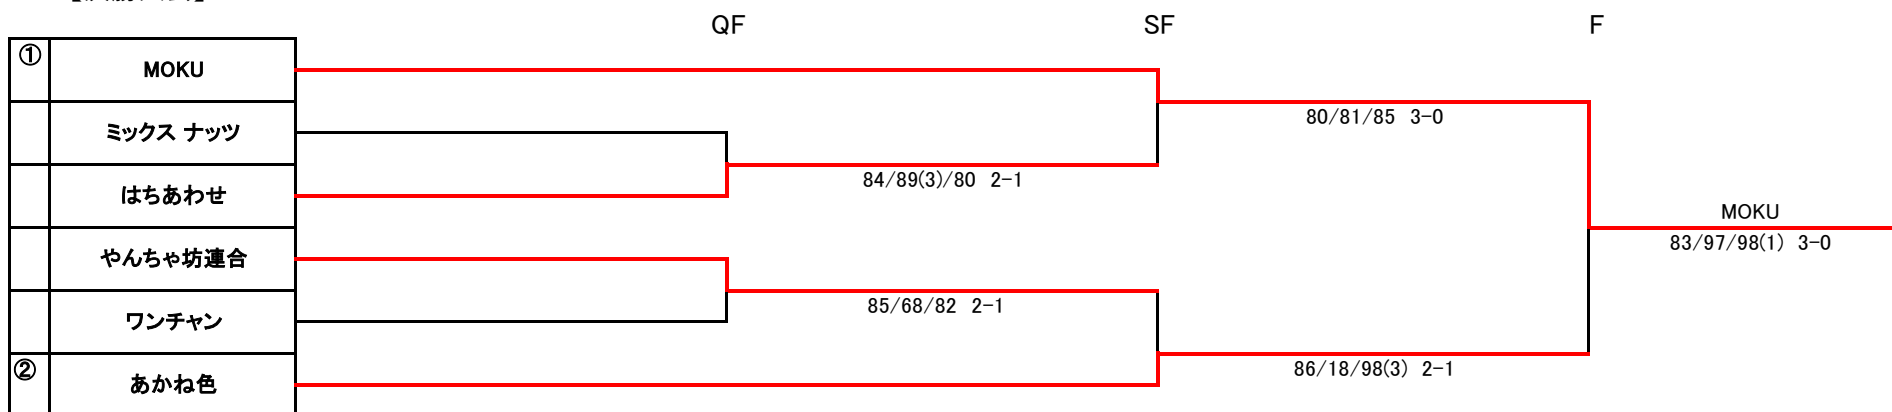 QF SF F
① MOKU
80/81/85 3-0
ミックス ナッツ
84/89(3)/80 2-1
はちあわせ
MOKU
83/97/98(1) 3-0
やんちゃ坊連合
85/68/82 2-1
ワンチャン
86/18/98(3) 2-1
② あかね色